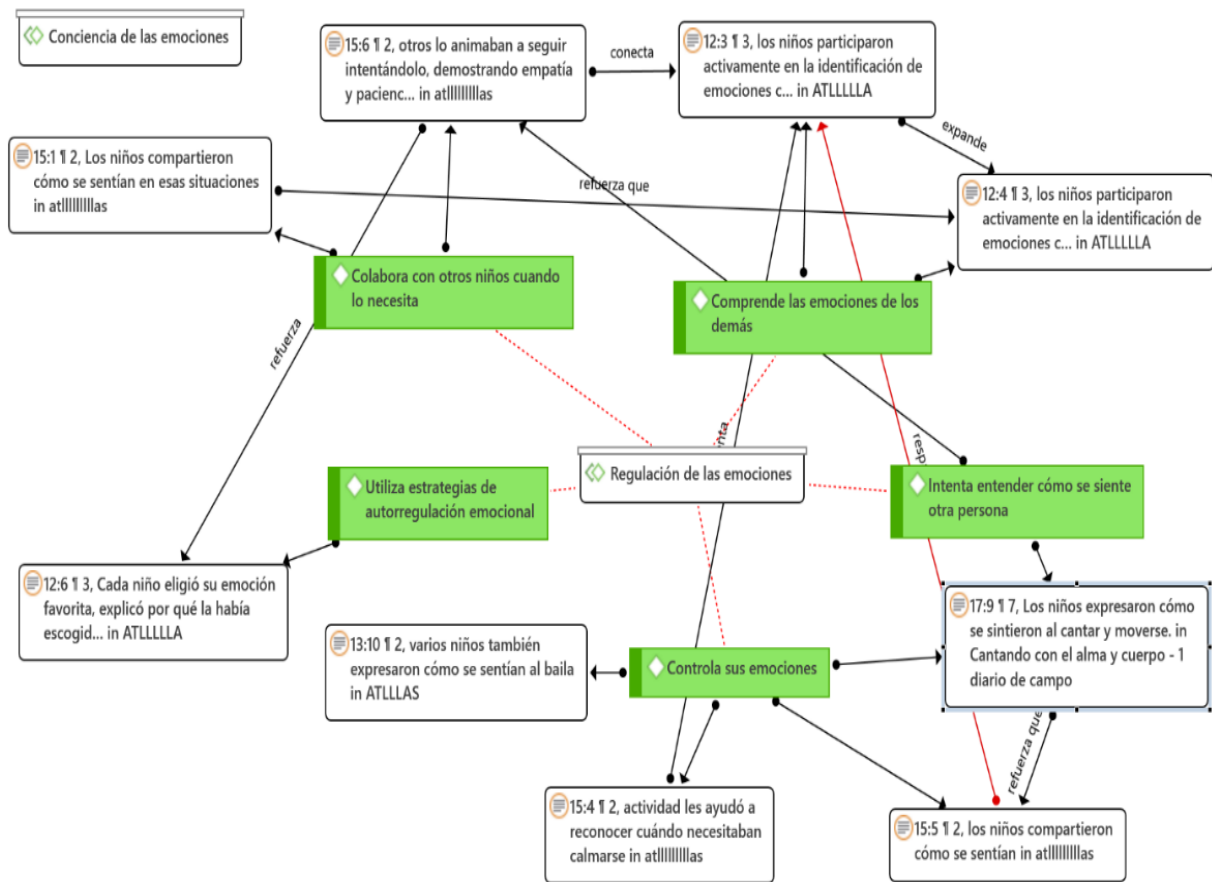 Conciencia de las emociones
15:6 ¶ 2, otros lo animaban a seguir
intentándolo, demostrando empatía
y pacienc... in atlllllllllas
conecta
12:3 ¶ 3, los niños participaron
activamente en la identificación de
emociones c... in ATLLLLLA
expande
15:1 ¶ 2, Los niños compartieron
cómo se sentían en esas situaciones
in atlllllllllas
refuerza que
12:4 ¶ 3, los niños participaron
activamente en la identificación de
emociones c... in ATLLLLLA
Colabora con otros niños cuando
lo necesita
Comprende las emociones de los
demás
refuerza
Regulación de las emociones
Utiliza estrategias de
autorregulación emocional
Intenta entender cómo se siente
otra persona
12:6 ¶ 3, Cada niño eligió su emoción
favorita, explicó por qué la había
escogid... in ATLLLLLA
13:10 ¶ 2, varios niños también
expresaron cómo se sentían al baila
in ATLLLAS
Controla sus emociones
17:9 ¶ 7, Los niños expresaron cómo
se sintieron al cantar y moverse. in
Cantando con el alma y cuerpo - 1
diario de campo
refuerza que
15:4 ¶ 2, actividad les ayudó a
reconocer cuándo necesitaban
calmarse in atlllllllllas
15:5 ¶ 2, los niños compartieron
cómo se sentían in atlllllllllas